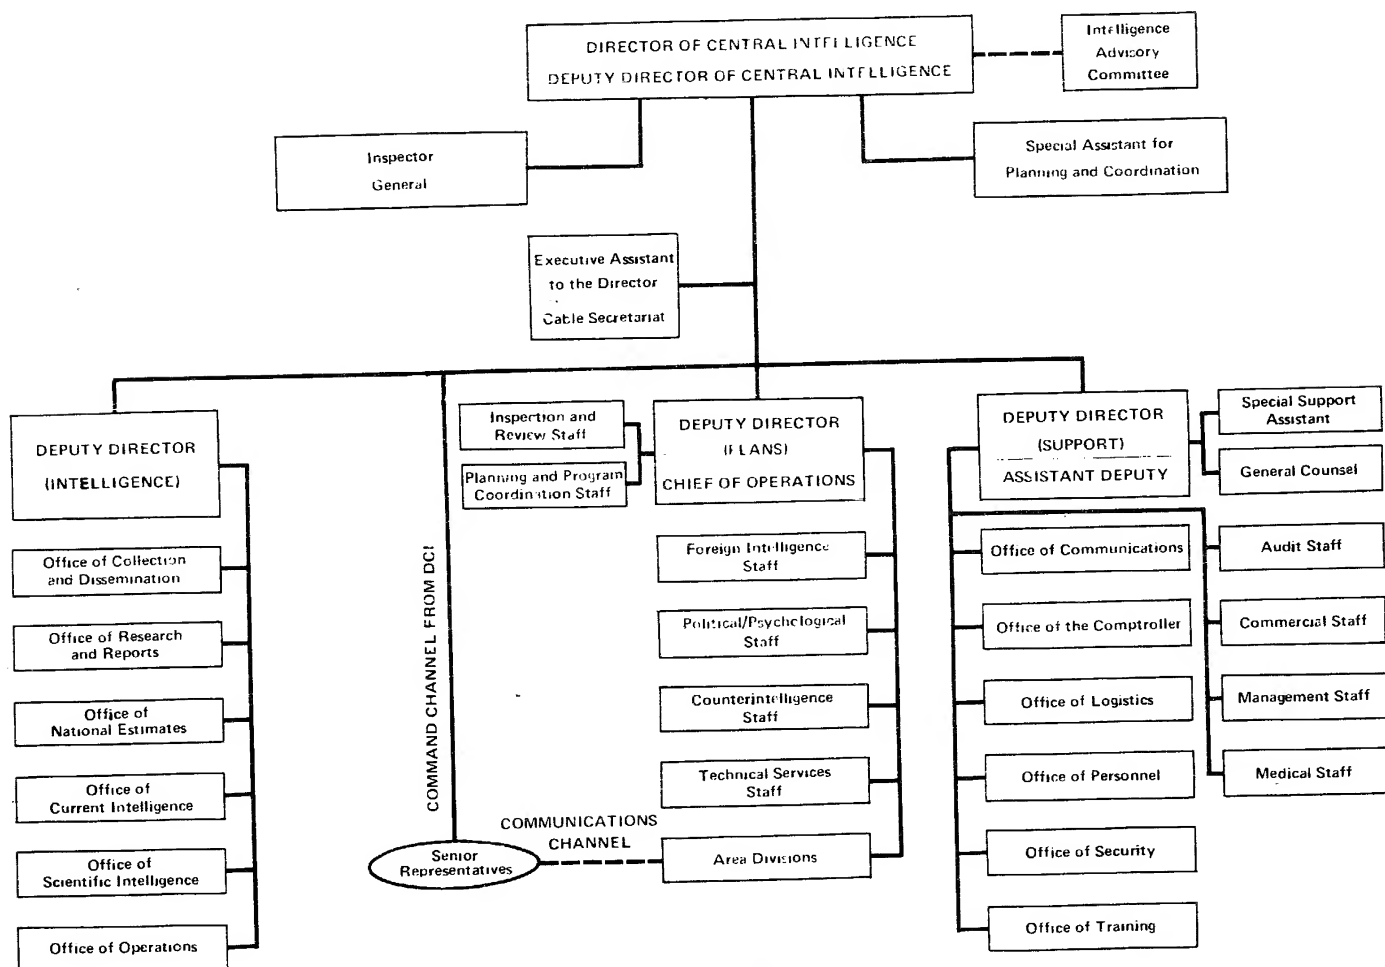 DIRECTOR OF CENTRAL INTELLIGENCE
DEPUTY DIRECTOR OF CENTRAL INTELLIGENCE
Intelligence
Advisory
Committee
Inspector
General
Special Assistant for
Planning and Coordination
Executive Assistant
to the Director
Cable Secretariat
DEPUTY DIRECTOR
(INTELLIGENCE)
Office of Collection
and Dissemination
Office of Research
and Reports
Office of
National Estimates
Office of
Current Intelligence
Office of
Scientific Intelligence
Office of Operations
COMMAND CHANNEL FROM DCI
Senior
Representatives
COMMUNICATIONS
CHANNEL
Inspection and
Review Staff
Planning and Program
Coordination Staff
DEPUTY DIRECTOR
(PLANS)
CHIEF OF OPERATIONS
Foreign Intelligence
Staff
Political/Psychological
Staff
Counterintelligence
Staff
Technical Services
Staff
Area Divisions
DEPUTY DIRECTOR
(SUPPORT)
ASSISTANT DEPUTY
Special Support
Assistant
General Counsel
Office of Communications
Office of the Comptroller
Office of Logistics
Office of Personnel
Office of Security
Office of Training
Audit Staff
Commercial Staff
Management Staff
Medical Staff